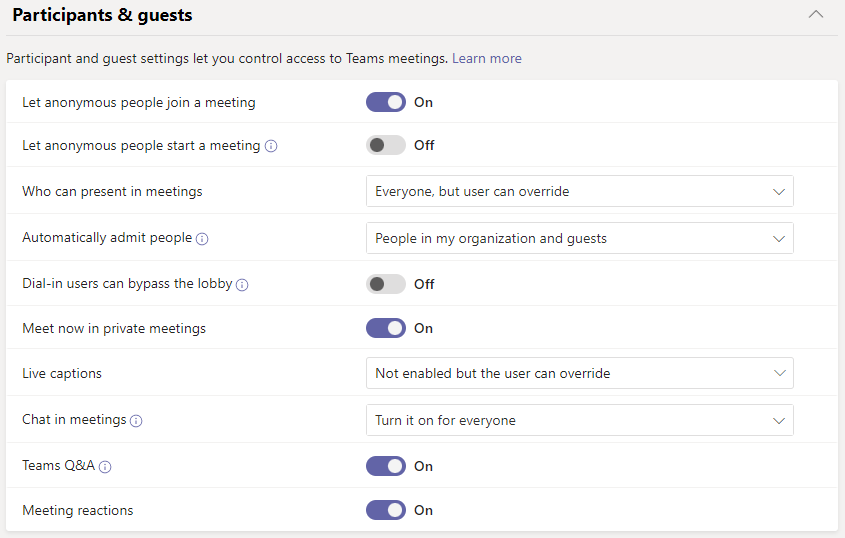 Participants & guests
Participant and guest settings let you control access to Teams meetings. Learn more
Let anonymous people join a meeting On
Let anonymous people start a meeting Off
Who can present in meetings Everyone, but user can override
Automatically admit people People in my organization and guests
Dial-in users can bypass the lobby Off
Meet now in private meetings On
Live captions Not enabled but the user can override
Chat in meetings Turn it on for everyone
Teams Q&A On
Meeting reactions On